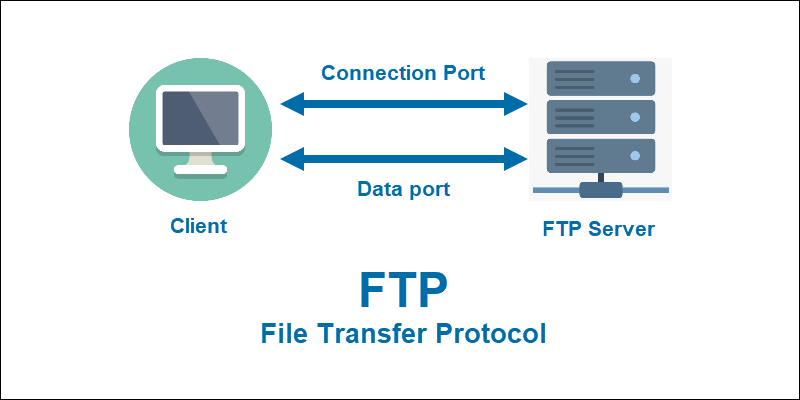 Connection Port
Data port
Client
FTP Server
FTP
File Transfer Protocol